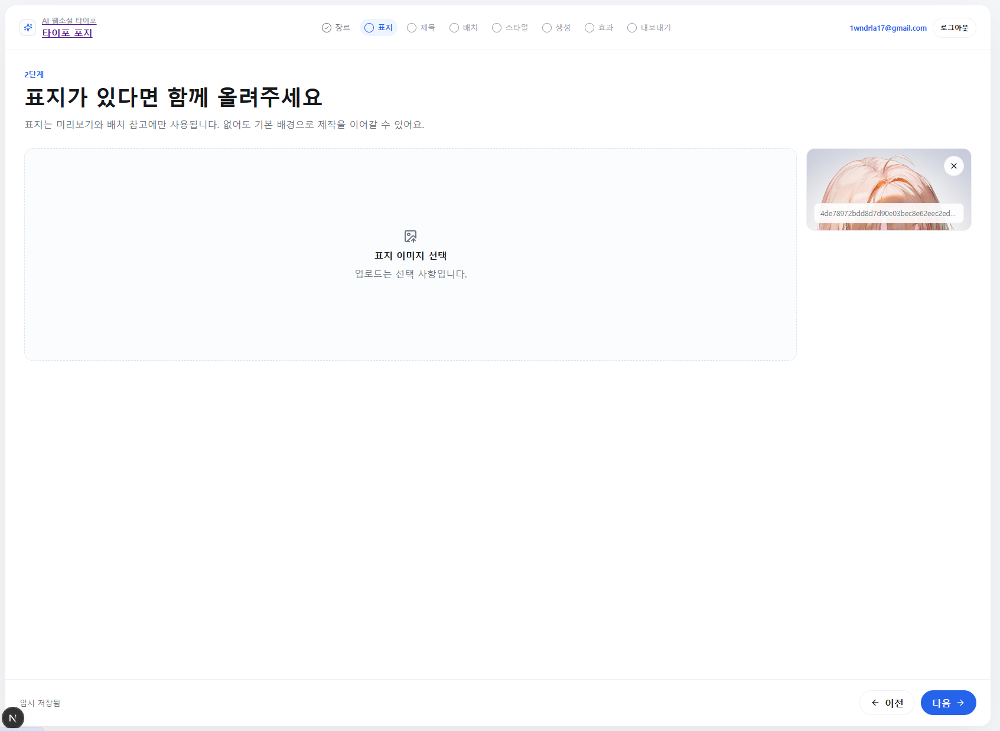 AI 웹소설 타이포
타이포 포지
장르
표지
제목
배치
스타일
생성
효과
내보내기
1wndrla17@gmail.com
로그아웃
2단계
표지가 있다면 함께 올려주세요
표지는 미리보기와 배치 참고에만 사용됩니다. 없어도 기본 배경으로 제작을 이어갈 수 있어요.
표지 이미지 선택
업로드는 선택 사항입니다.
4de78972bdd8d7d90e03bec8e62eec2ed...
임시 저장됨
이전
다음
N